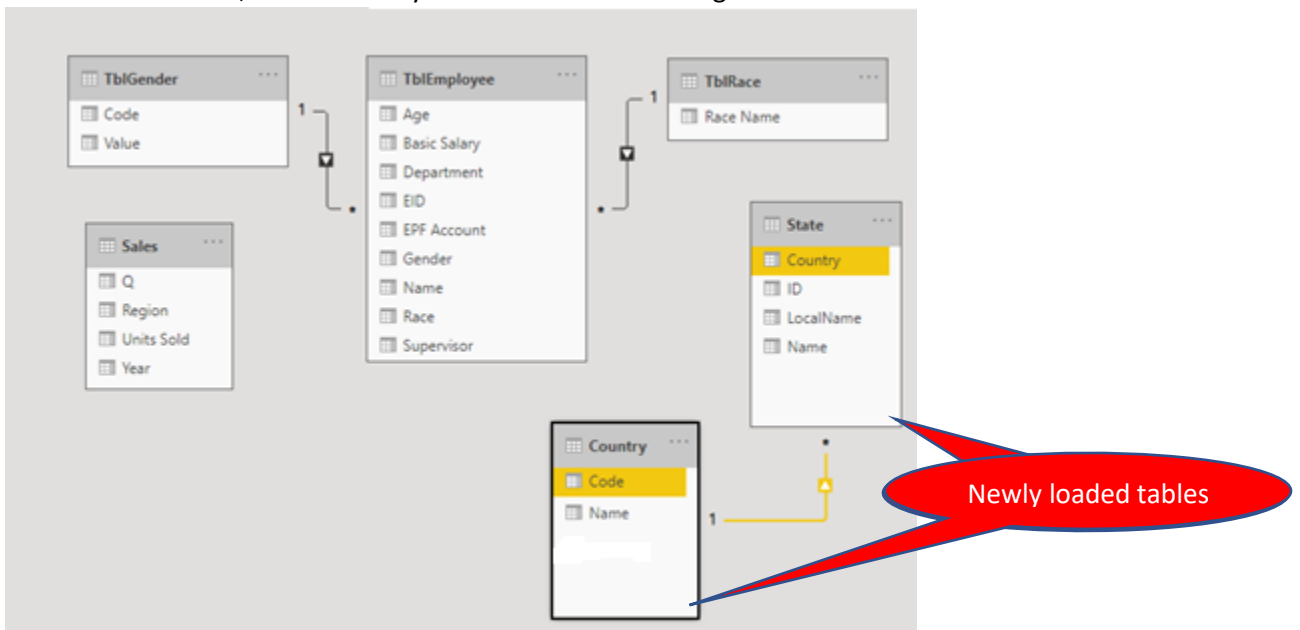 TblGender ...
Code
Value
1
*
TblEmployee ...
Age
Basic Salary
Department
EID
EPF Account
Gender
Name
Race
Supervisor
1
*
TblRace ...
Race Name
Sales ...
Q
Region
Units Sold
Year
State ...
Country
ID
LocalName
Name
*
Country ...
Code
Name
1
Newly loaded tables